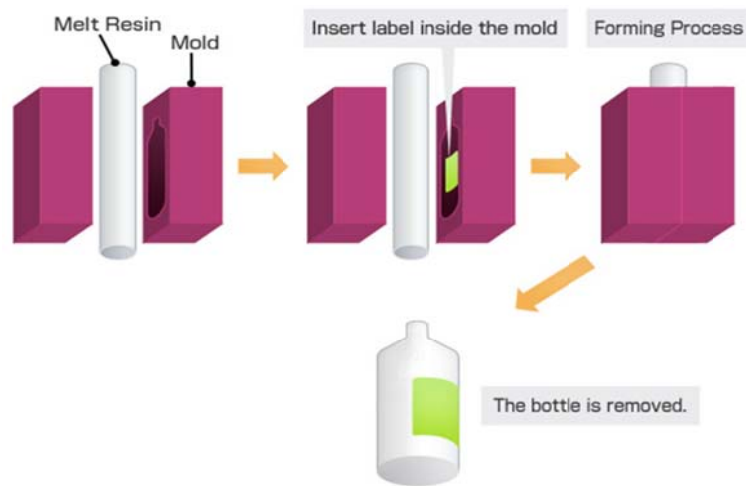 Melt Resin
Mold
Insert label inside the mold
Forming Process
The bottle is removed.